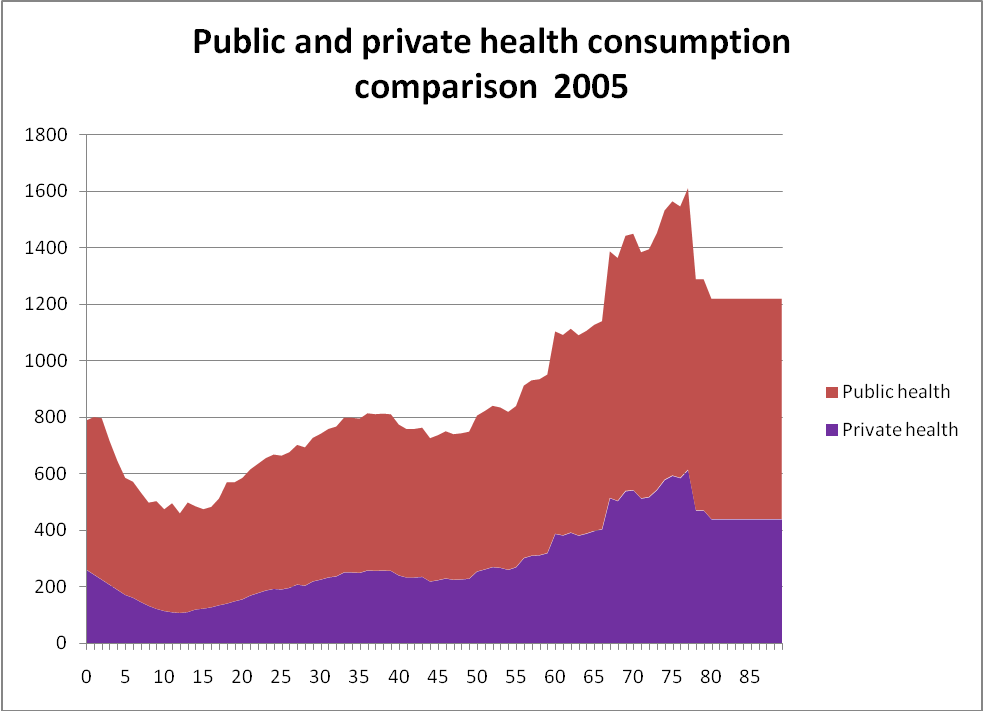 Public and private health consumption
comparison 2005
1800
1600
1400
1200
1000
800
600
400
200
0
0 5 10 15 20 25 30 35 40 45 50 55 60 65 70 75 80 85
Public health
Private health